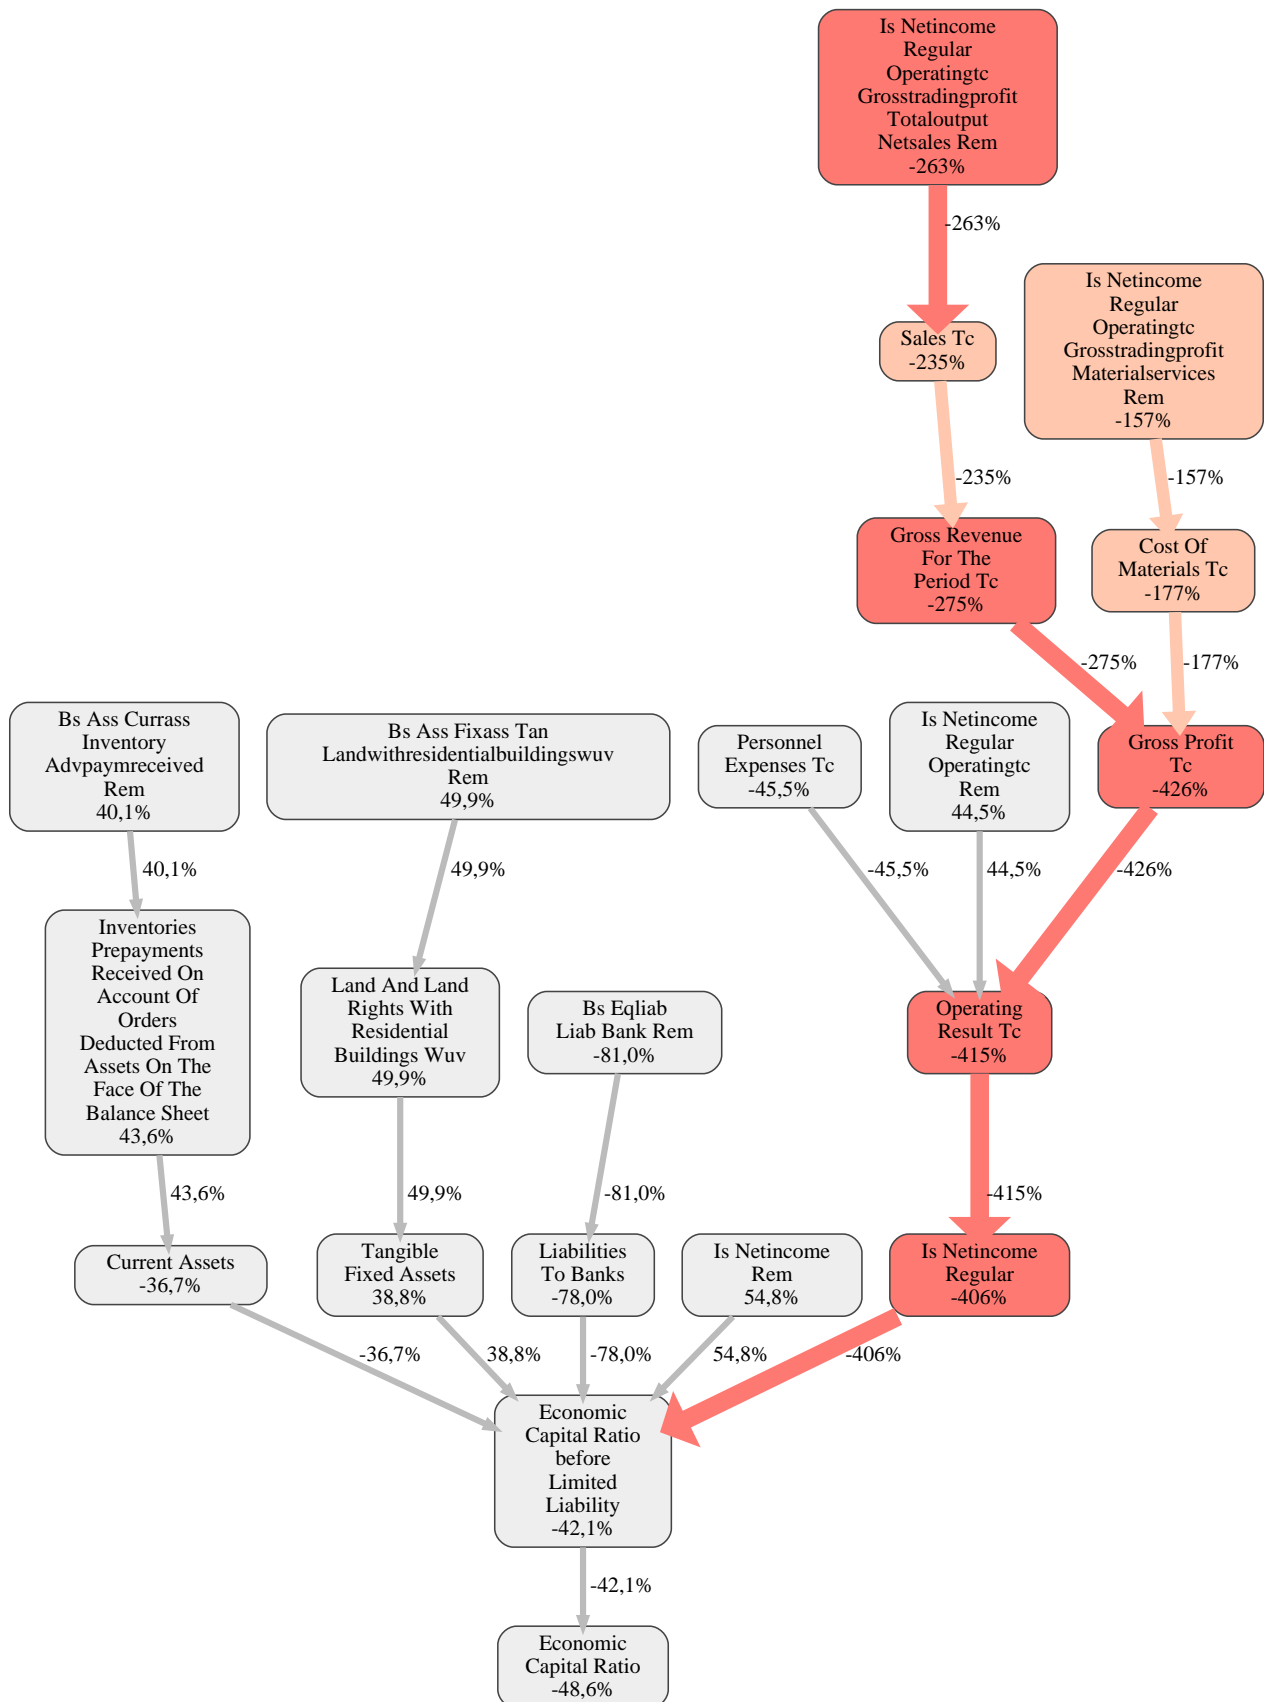 Is Netincome
Regular
Operatingtc
Grosstradingprofit
Totaloutput
Netsales Rem
-263%
-263%
Is Netincome
Regular
Operatingtc
Grosstradingprofit
Materialservices
Rem
-157%
Sales Tc
-235%
-235%
-157%
Gross Revenue
For The
Period Tc
-275%
Cost Of
Materials Tc
-177%
-275%
-177%
Bs Ass Currass
Inventory
Advpaymreceived
Rem
40,1%
Bs Ass Fixass Tan
Landwithresidentialbuildingswuv
Rem
49,9%
Personnel
Expenses Tc
-45,5%
Is Netincome
Regular
Operatingtc
Rem
44,5%
Gross Profit
Tc
-426%
40,1%
49,9%
-45,5%
44,5%
-426%
Inventories
Prepayments
Received On
Account Of
Orders
Deducted From
Assets On The
Face Of The
Balance Sheet
43,6%
Land And Land
Rights With
Residential
Buildings Wuv
49,9%
Bs Eqliab
Liab Bank Rem
-81,0%
Operating
Result Tc
-415%
43,6%
49,9%
-81,0%
-415%
Current Assets
-36,7%
Tangible
Fixed Assets
38,8%
Liabilities
To Banks
-78,0%
Is Netincome
Rem
54,8%
Is Netincome
Regular
-406%
-36,7%
38,8%
-78,0%
54,8%
-406%
Economic
Capital Ratio
before
Limited
Liability
-42,1%
-42,1%
Economic
Capital Ratio
-48,6%